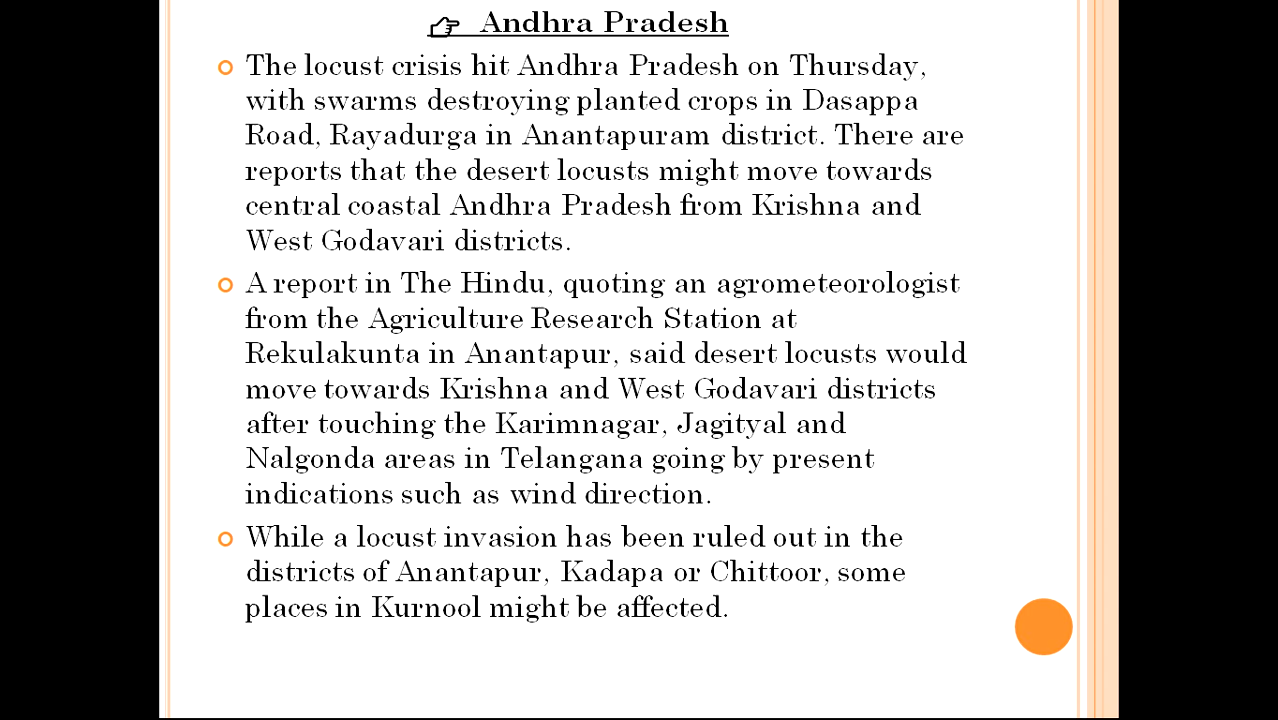 Andhra Pradesh
The locust crisis hit Andhra Pradesh on Thursday,
with swarms destroying planted crops in Dasappa
Road, Rayadurga in Anantapuram district. There are
reports that the desert locusts might move towards
central coastal Andhra Pradesh from Krishna and
West Godavari districts.
A report in The Hindu, quoting an agrometeorologist
from the Agriculture Research Station at
Rekulakunta in Anantapur, said desert locusts would
move towards Krishna and West Godavari districts
after touching the Karimnagar, Jagityal and
Nalgonda areas in Telangana going by present
indications such as wind direction.
While a locust invasion has been ruled out in the
districts of Anantapur, Kadapa or Chittoor, some
places in Kurnool might be affected.